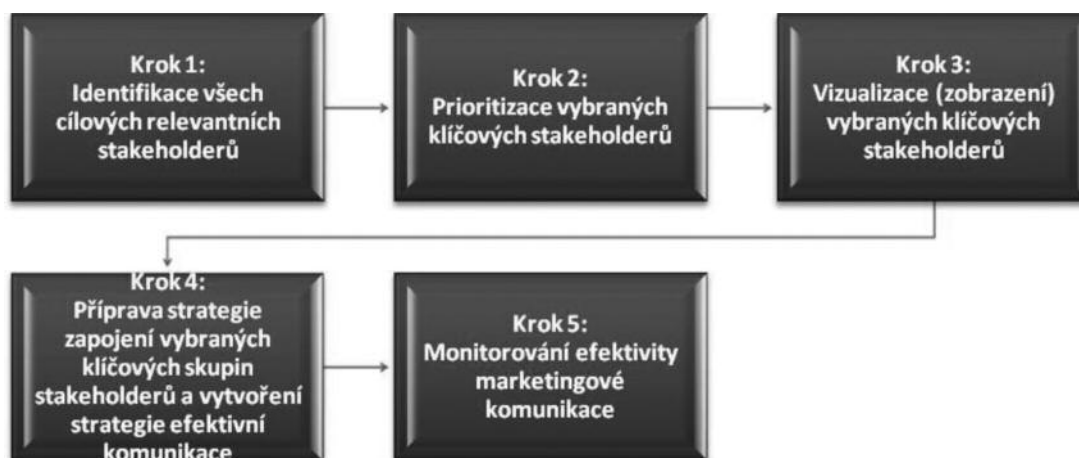 Krok 1:
Identifikace všech
cílových relevantních
stakeholderů
Krok 2:
Prioritizace vybraných
klíčových stakeholderů
Krok 3:
Vizualizace (zobrazení)
vybraných klíčových
stakeholderů
Krok 4:
Příprava strategie
zapojení vybraných
klíčových skupin
stakeholderů a vytvoření
strategie efektivní
komunikace
Krok 5:
Monitorování efektivity
marketingové
komunikace